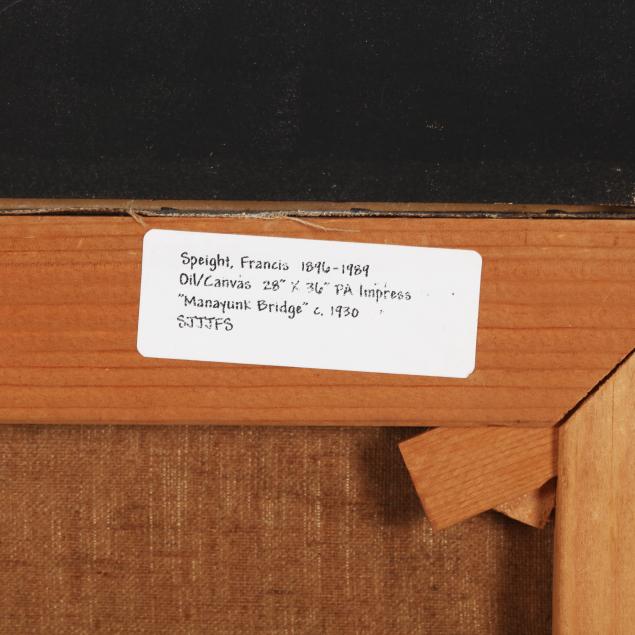 Speight, Francis 1896-1989
Oil/Canvas 28" X 36" PA Impress
"Manayunk Bridge" c. 1930
SJTJFS